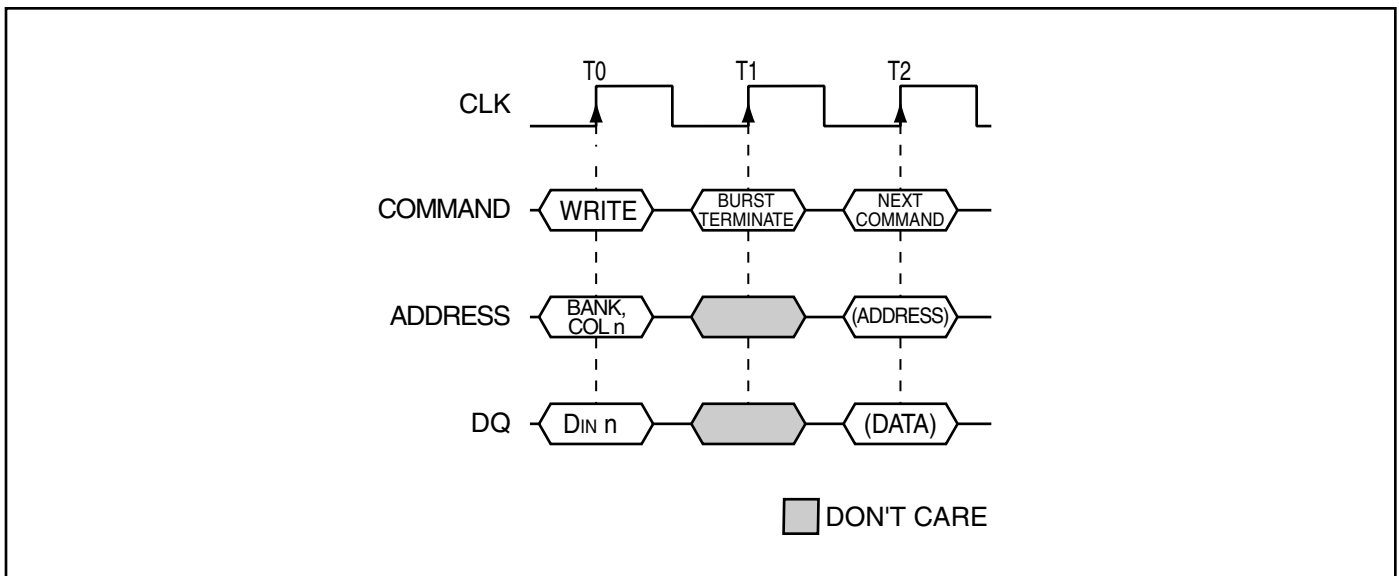 T0 T1 T2
CLK
COMMAND WRITE BURST TERMINATE NEXT COMMAND
ADDRESS BANK, COL n (ADDRESS)
DQ DIN n (DATA)
DON'T CARE